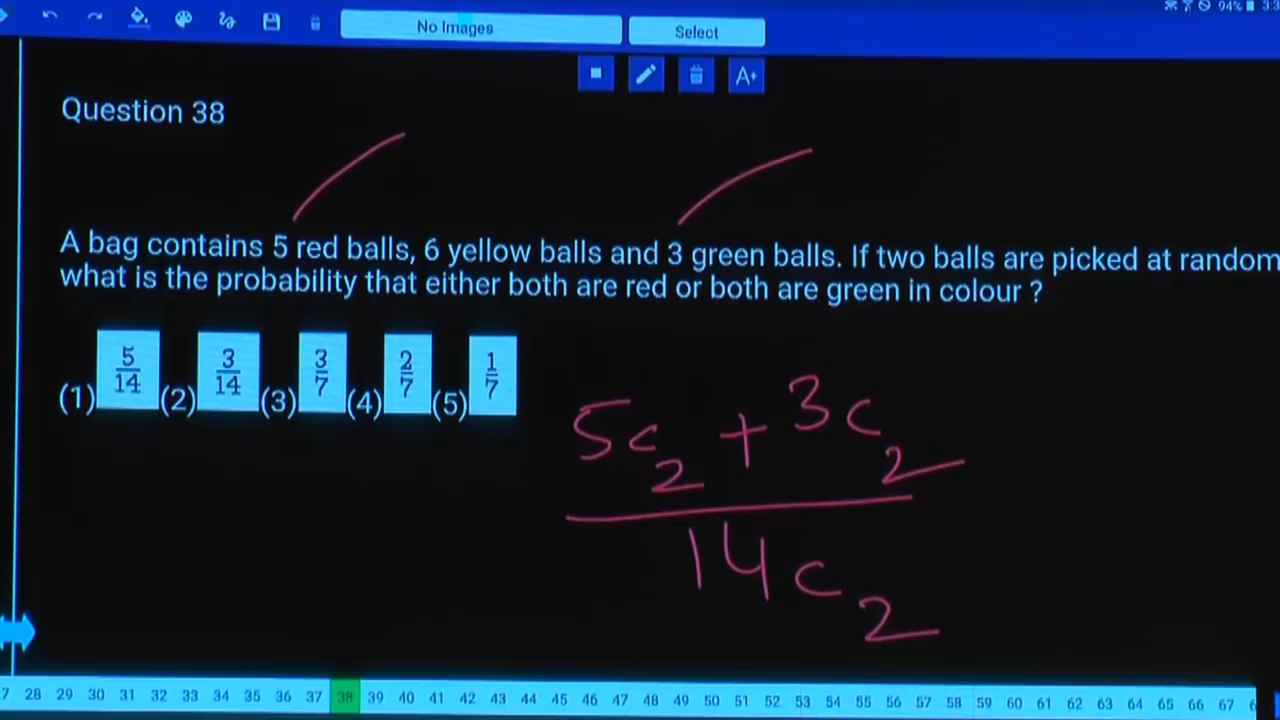 94% 3:3
No Images Select
A+
Question 38
A bag contains 5 red balls, 6 yellow balls and 3 green balls. If two balls are picked at random
what is the probability that either both are red or both are green in colour ?
(1) 5/14 (2) 3/14 (3) 3/7 (4) 2/7 (5) 1/7
5c2 + 3c2
14c2
7 28 29 30 31 32 33 34 35 36 37 38 39 40 41 42 43 44 45 46 47 48 49 50 51 52 53 54 55 56 57 58 59 60 61 62 63 64 65 66 67 6